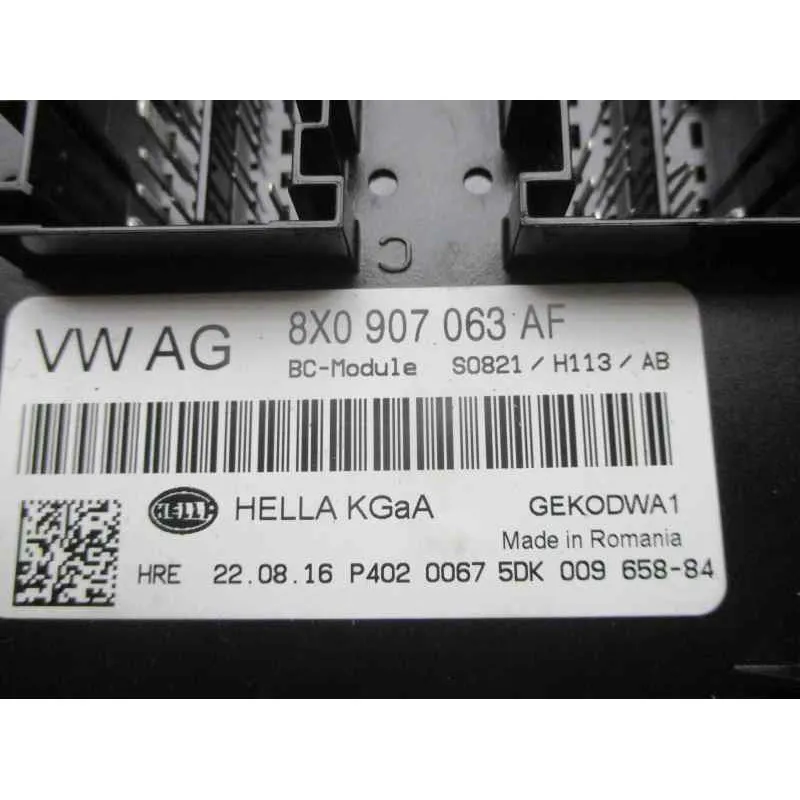 C
VW AG 8X0 907 063 AF
BC-Module S0821 / H113 / AB
HELLA HELLA KGaA GEKODWA1
Made in Romania
HRE 22.08.16 P402 0067 5DK 009 658-84